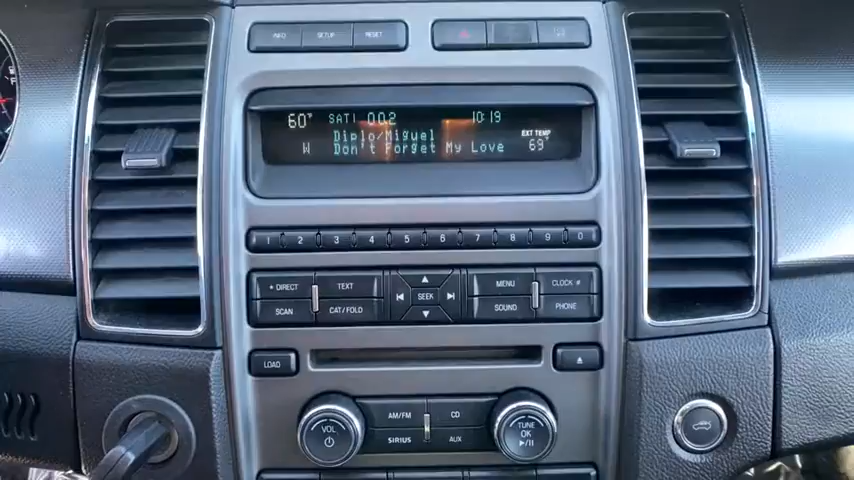 INFO SETUP RESET
60° SAT1 002 10:19
Diplo/Miguel EXT TEMP
W Don't Forget My Love 69°
1 2 3 4 5 6 7 8 9 0
* DIRECT TEXT MENU CLOCK #
SEEK
SCAN CAT/FOLD SOUND PHONE
LOAD
AM/FM CD
VOL TUNE
OK
SIRIUS AUX